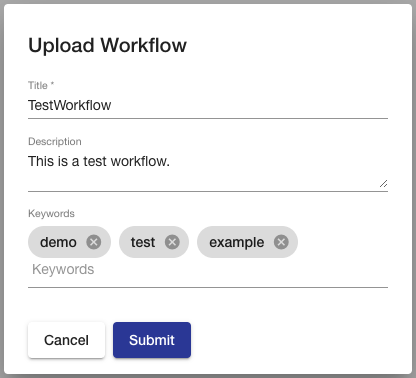 Upload Workflow
Title *
TestWorkflow
Description
This is a test workflow.
Keywords
demo test example
Keywords
Cancel Submit